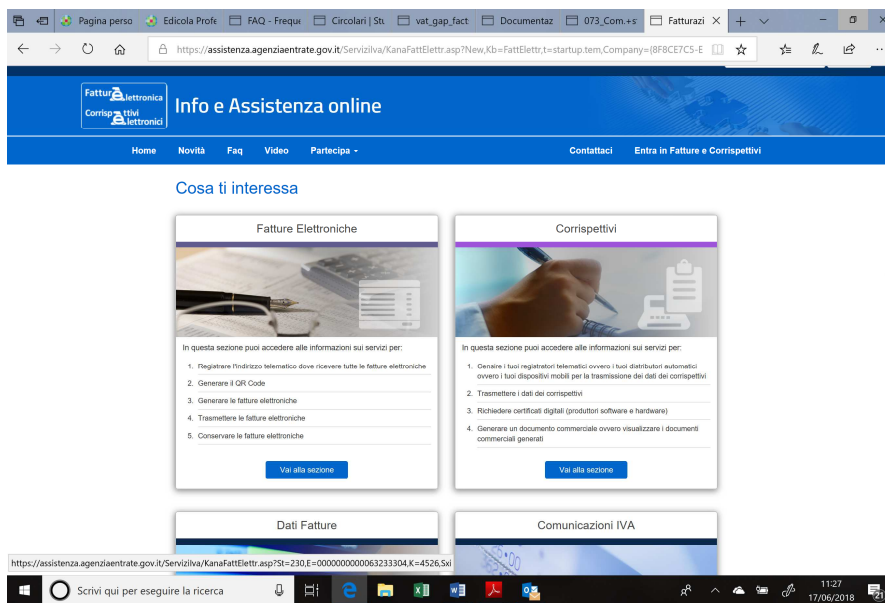 Pagina perso
Edicola Profe
FAQ - Freque
Circolari | Stu
vat_gap_fact
Documentaz
073_Com.+s
Fatturazi
https://assistenza.agenziaentrate.gov.it/ServiziIva/KanaFattElettr.asp?New,Kb=FattElettr,t=startup.tem,Company={8F8CE7C5-E
Fattura Elettronica
Corrispettivi Elettronici
Info e Assistenza online
Home Novità Faq Video Partecipa Contattaci Entra in Fatture e Corrispettivi
Cosa ti interessa
Fatture Elettroniche
In questa sezione puoi accedere alle informazioni sui servizi per:
1. Registrare l'indirizzo telematico dove ricevere tutte le fatture elettroniche
2. Generare il QR Code
3. Generare le fatture elettroniche
4. Trasmettere le fatture elettroniche
5. Conservare le fatture elettroniche
Vai alla sezione
Corrispettivi
In questa sezione puoi accedere alle informazioni sui servizi per:
1. Gensire i tuoi registratori telematici ovvero i tuoi distributori automatici
ovvero i tuoi dispositivi mobili per la trasmissione dei dati dei corrispettivi
2. Trasmettere i dati dei corrispettivi
3. Richiedere certificati digitali (produttori software e hardware)
4. Generare un documento commerciale ovvero visualizzare i documenti
commerciali generati
Vai alla sezione
Dati Fatture
Comunicazioni IVA
https://assistenza.agenziaentrate.gov.it/ServiziIva/KanaFattElettr.asp?St=230,E=0000000000063233304,K=4526,Sxi
Scrivi qui per eseguire la ricerca
11:27
17/06/2018
21